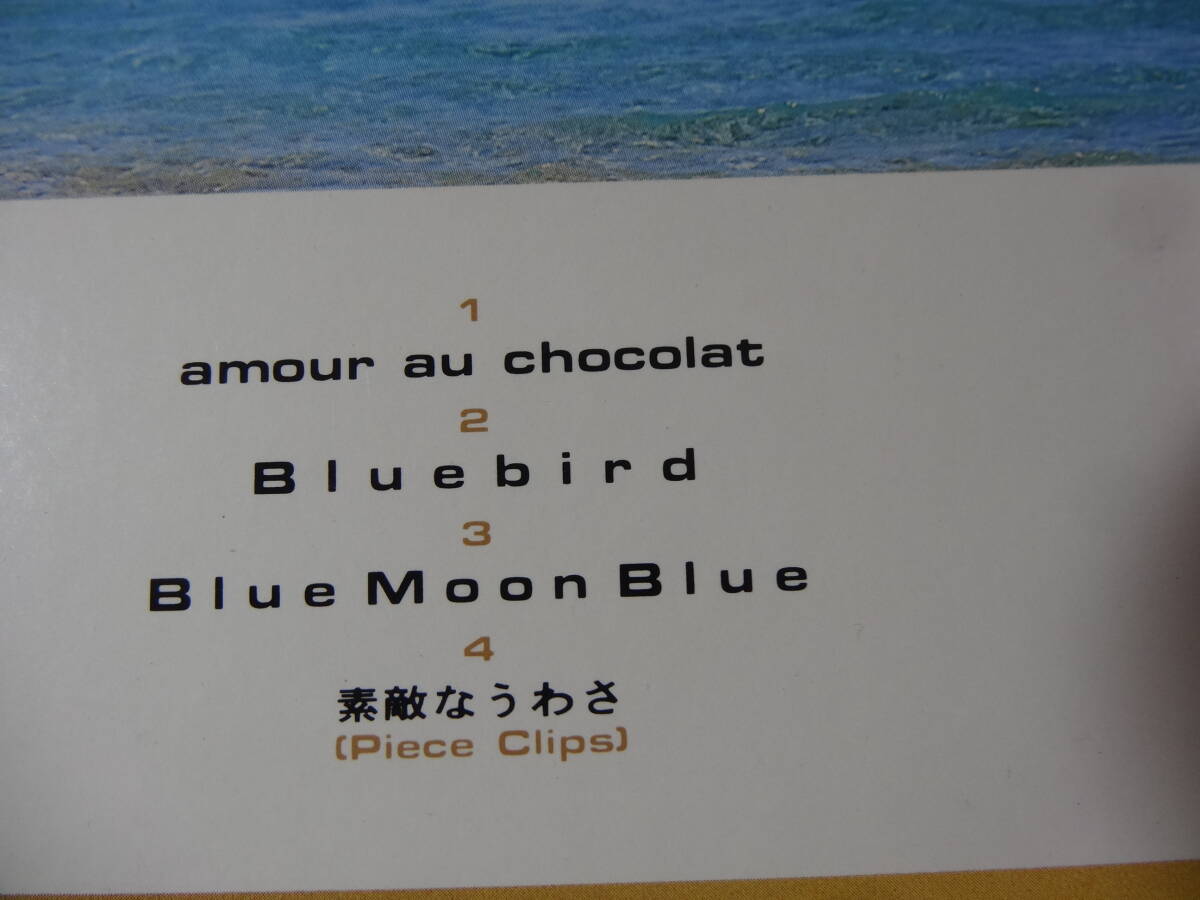 1
amour au chocolat
2
Bluebird
3
Blue Moon Blue
4
素敵なうわさ
(Piece Clips)